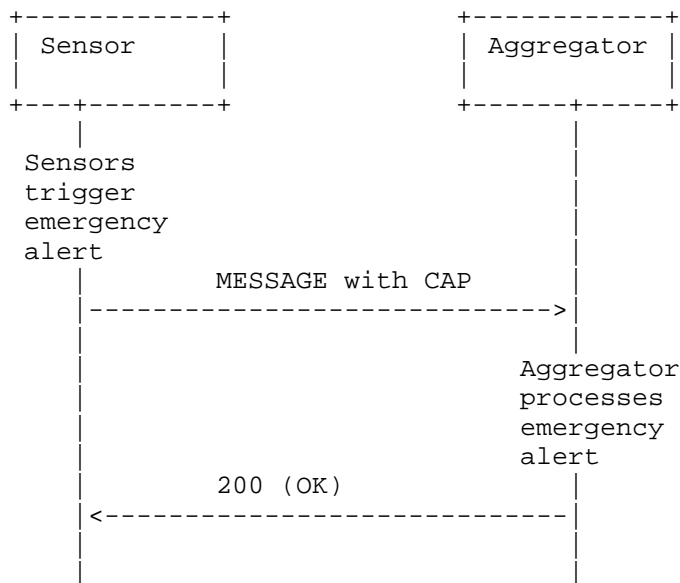 Sensor
Aggregator
Sensors
trigger
emergency
alert
MESSAGE with CAP
Aggregator
processes
emergency
alert
200 (OK)